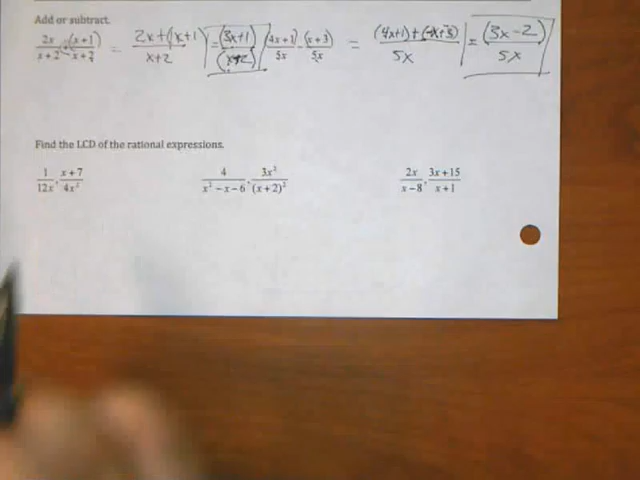 Add or subtract.
2x/(x+2) + (x+1)/(x+2) = (2x+(x+1))/(x+2) = (3x+1)/(x+2) (4x+1)/5x - (x+3)/5x = ((4x+1)+(-x-3))/5x = (3x-2)/5x
Find the LCD of the rational expressions.
1/12x, (x+7)/4x² 4/(x²-x-6), 3x²/(x+2)² 2x/(x-8), (3x+15)/(x+1)